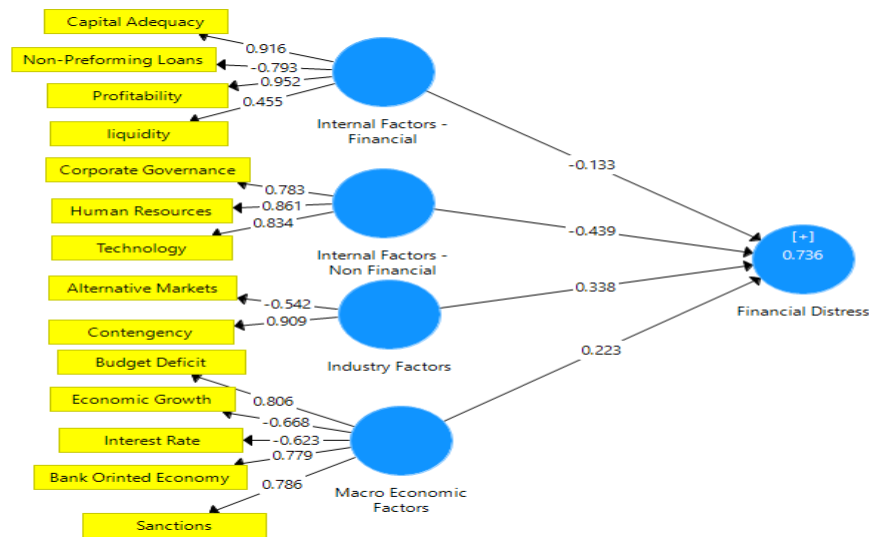 Capital Adequacy
0.916
Non-Preforming Loans
-0.793
0.952
Profitability
0.455
liquidity
Internal Factors -
Financial
-0.133
Corporate Governance
0.783
Human Resources
0.861
0.834
Technology
Internal Factors -
Non Financial
-0.439
[+]
0.736
Financial Distress
Alternative Markets
-0.542
0.909
Contengency
Industry Factors
0.338
Budget Deficit
0.806
Economic Growth
-0.668
Interest Rate
-0.623
0.779
Bank Orinted Economy
0.786
Sanctions
Macro Economic
Factors
0.223